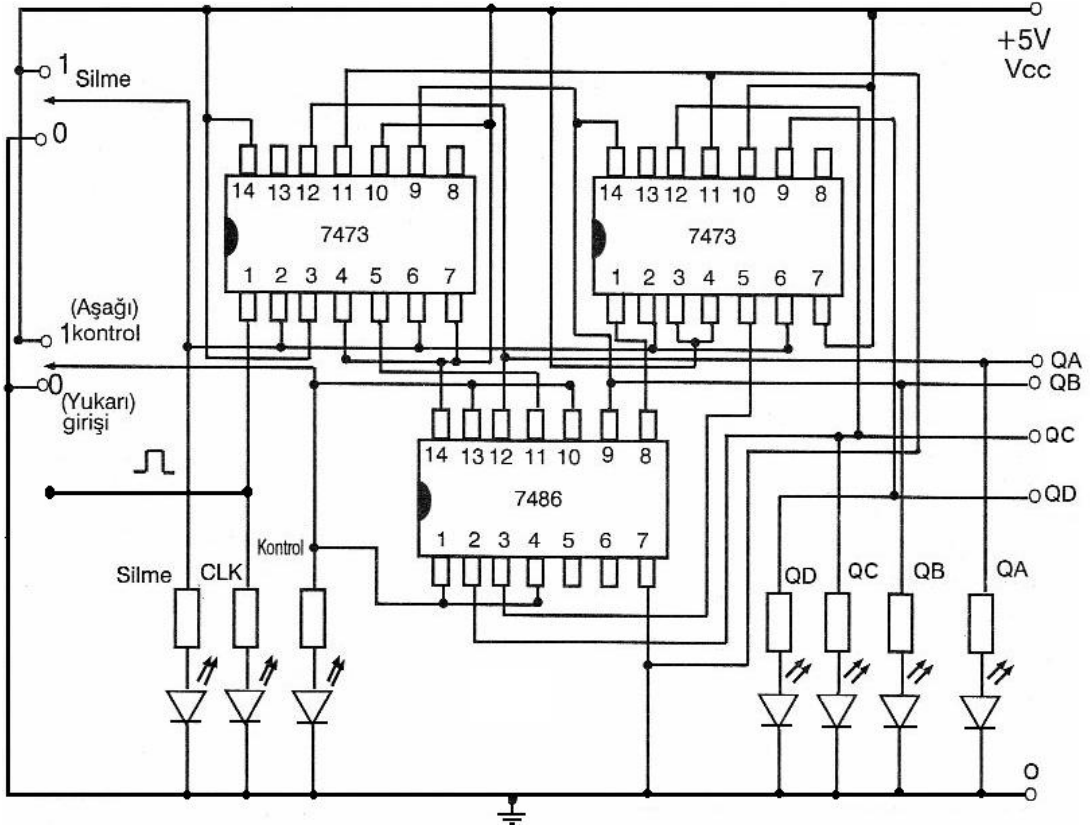 +5V
Vcc
1 Silme
0
14 13 12 11 10 9 8
7473
1 2 3 4 5 6 7
14 13 12 11 10 9 8
7473
1 2 3 4 5 6 7
(Aşağı)
1kontrol
0
(Yukarı)
girişi
QA
QB
QC
QD
14 13 12 11 10 9 8
7486
1 2 3 4 5 6 7
Kontrol
Silme CLK
QD QC QB QA
0